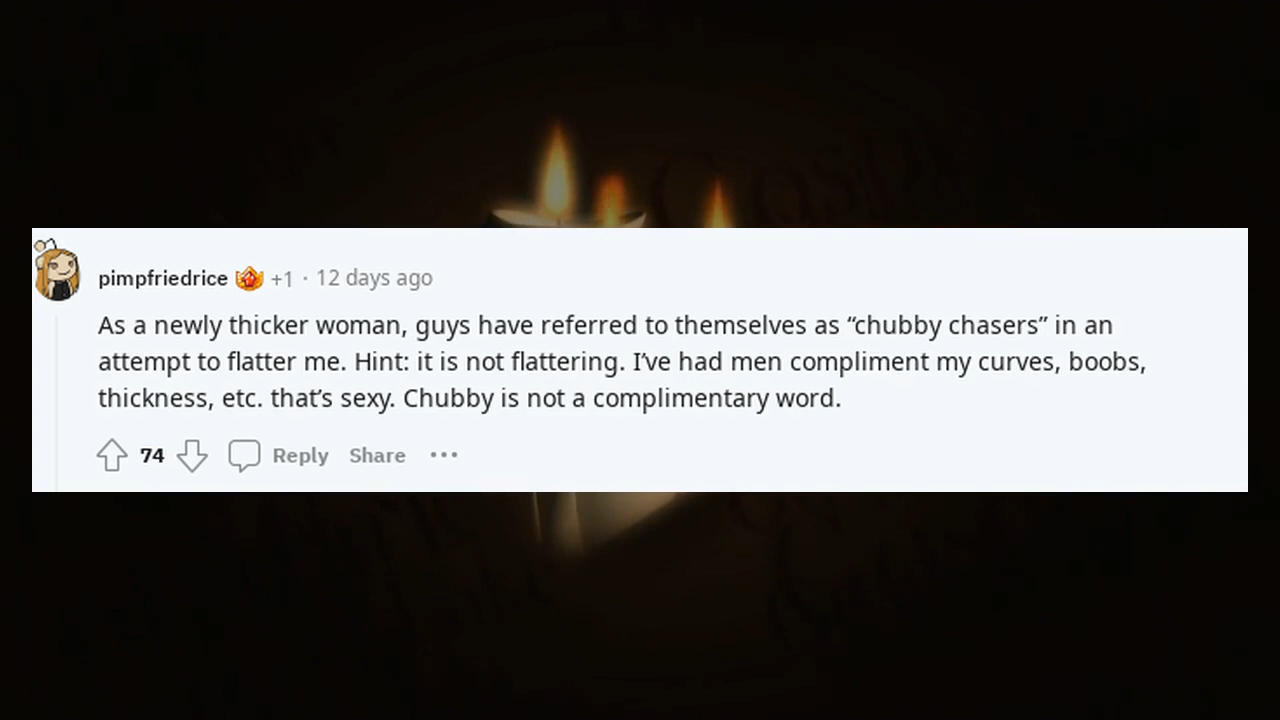 pimpfriedrice +1 · 12 days ago
As a newly thicker woman, guys have referred to themselves as “chubby chasers” in an
attempt to flatter me. Hint: it is not flattering. I’ve had men compliment my curves, boobs,
thickness, etc. that’s sexy. Chubby is not a complimentary word.
74 Reply Share ···